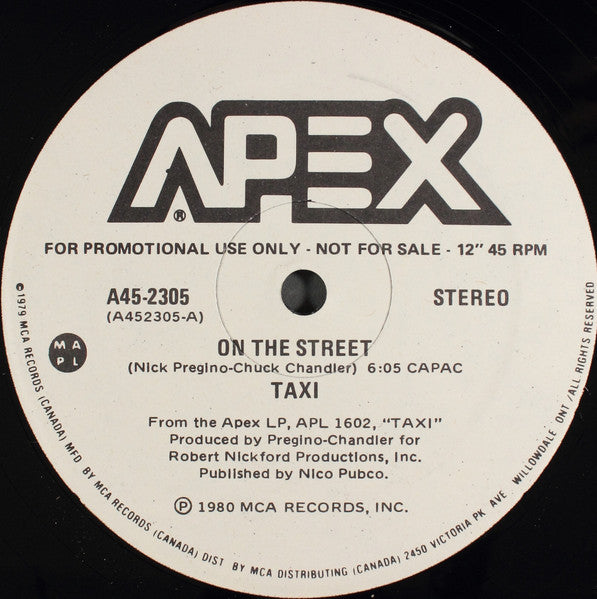 APEX
®
FOR PROMOTIONAL USE ONLY - NOT FOR SALE - 12" 45 RPM
A45-2305
(A452305-A)
STEREO
MA
PL
ON THE STREET
(Nick Pregino-Chuck Chandler) 6:05 CAPAC
TAXI
From the Apex LP, APL 1602, "TAXI"
Produced by Pregino-Chandler for
Robert Nickford Productions, Inc.
Published by Nico Pubco.
Ⓟ 1980 MCA RECORDS, INC.
©1979 MCA RECORDS (CANADA) MFD BY MCA RECORDS (CANADA) DIST BY MCA DISTRIBUTING (CANADA) 2450 VICTORIA PK AVE WILLOWDALE ONT / ALL RIGHTS RESERVED